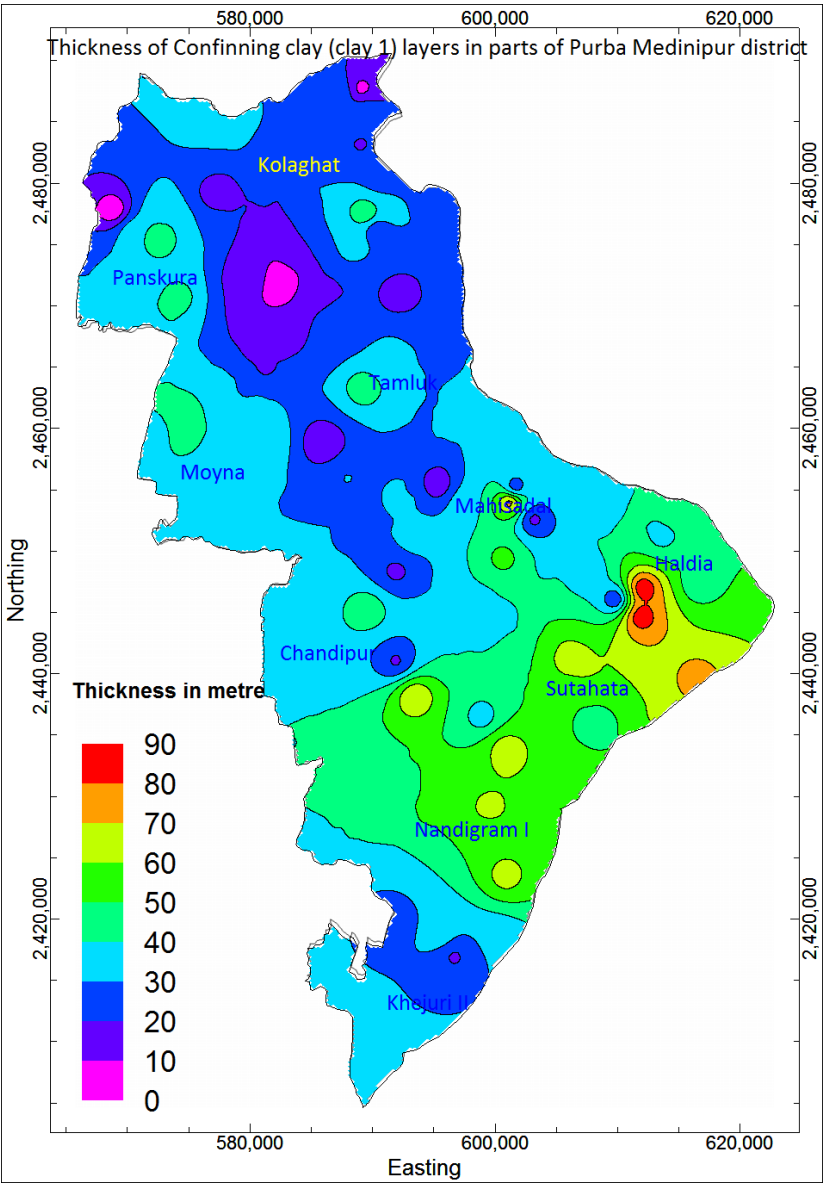 580,000 600,000 620,000
Thickness of Confinning clay (clay 1) layers in parts of Purba Medinipur district
Kolaghat
2,480,000 2,480,000
Panskura
Tamluk
2,460,000 2,460,000
Moyna
Mahisadal
Haldia
Northing
Chandipur
2,440,000 2,440,000
Sutahata
Thickness in metre
90
80
70
60
50
40
30
20
10
0
Nandigram I
2,420,000 2,420,000
Khejuri II
580,000 600,000 620,000
Easting